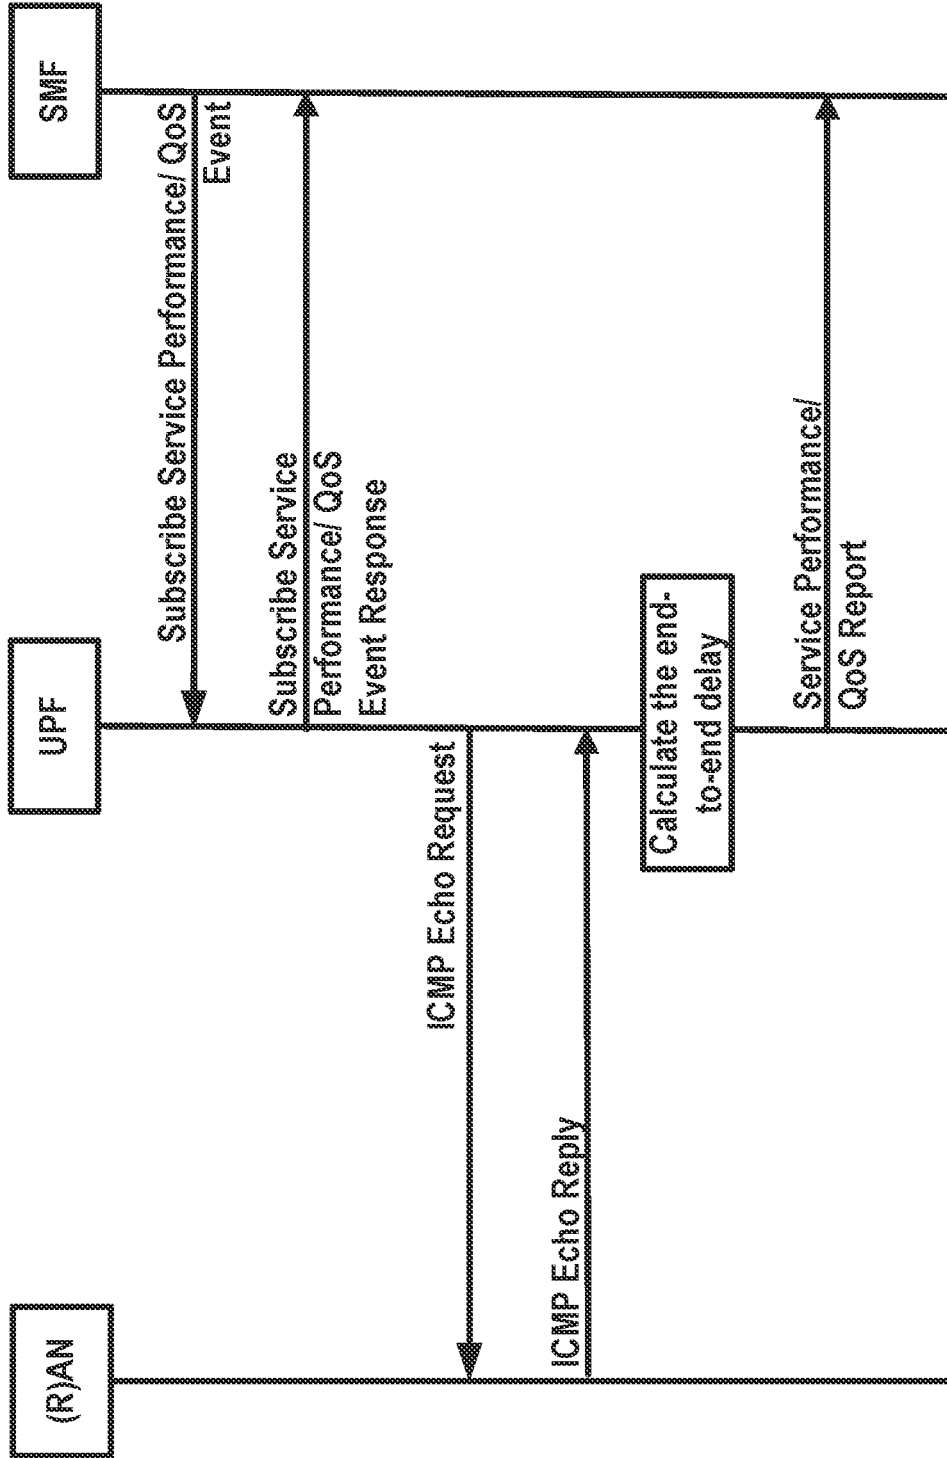 (R)AN
UPF
SMF
Subscribe Service Performance/ QoS
Event
Subscribe Service
Performance/ QoS
Event Response
ICMP Echo Request
ICMP Echo Reply
Calculate the end-
to-end delay
Service Performance/
QoS Report